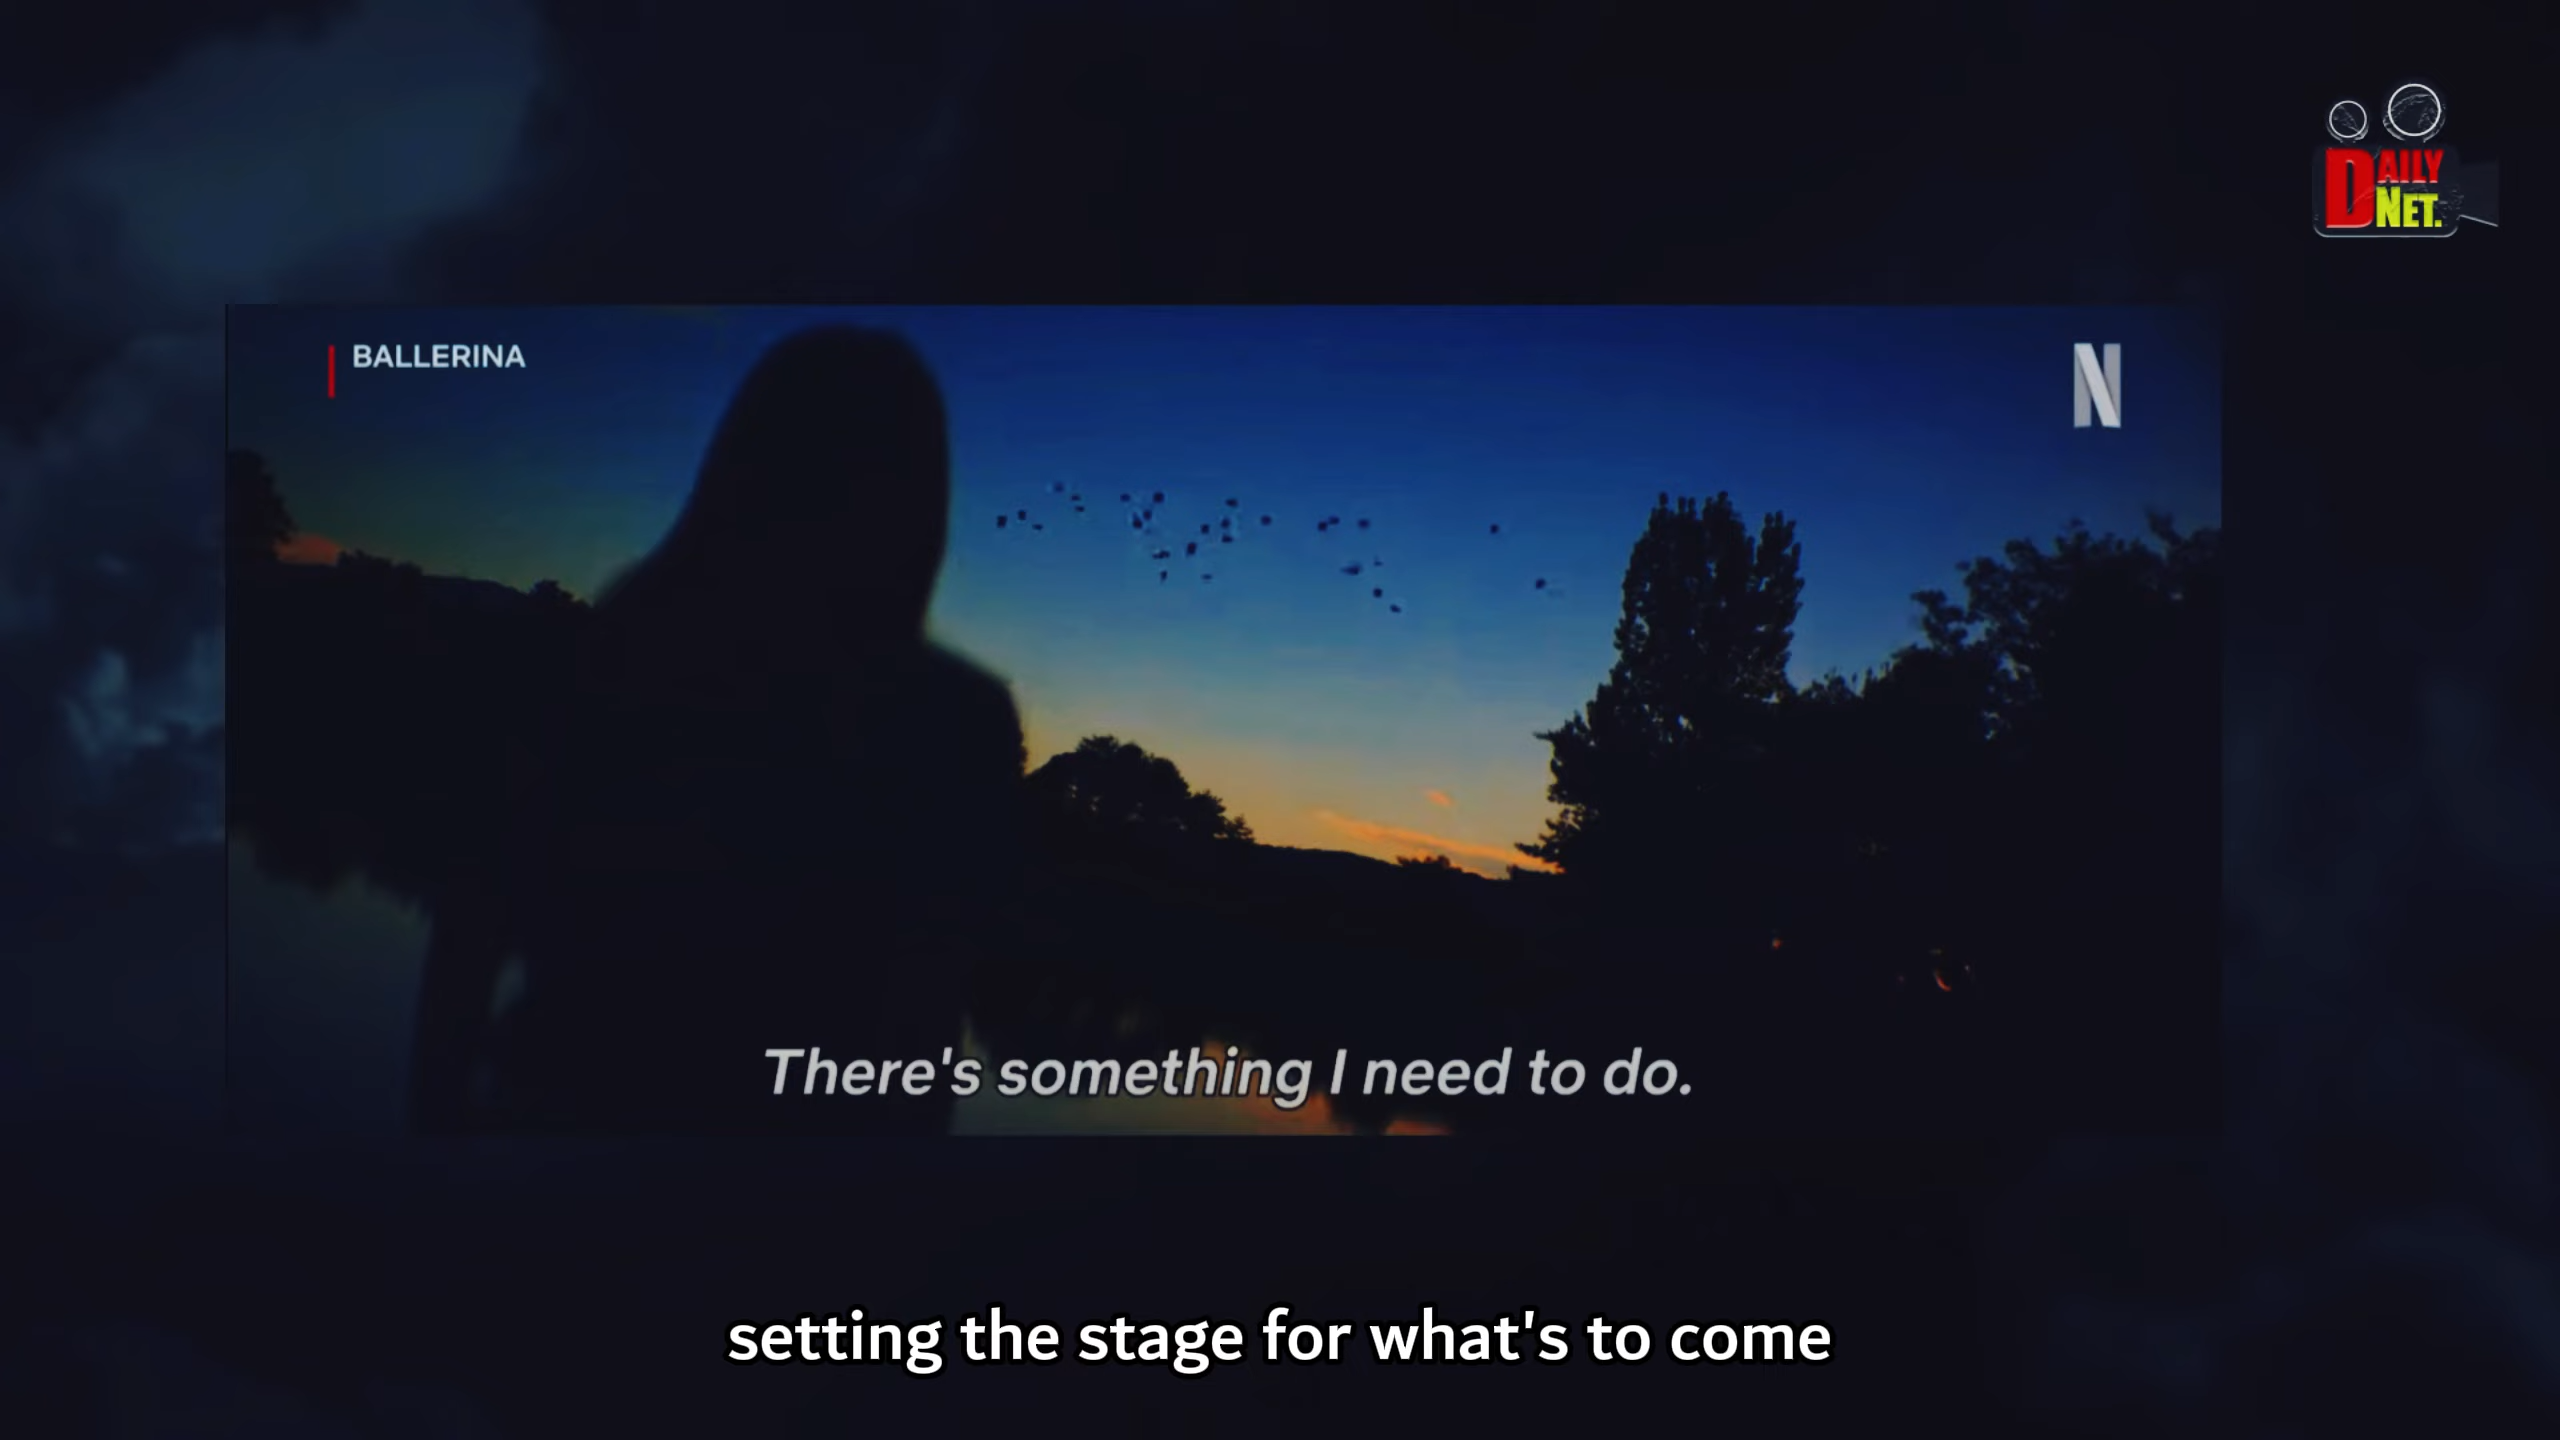 DAILY
NET.
BALLERINA
N
There's something I need to do.
setting the stage for what's to come